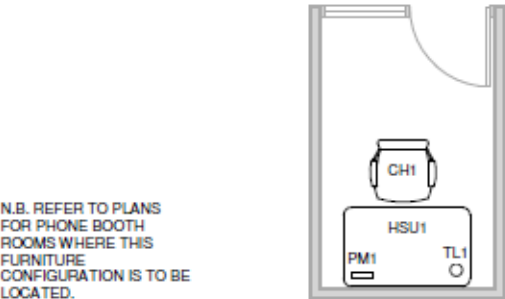 CH1
HSU1
PM1
TL1
N.B. REFER TO PLANS
FOR PHONE BOOTH
ROOMS WHERE THIS
FURNITURE
CONFIGURATION IS TO BE
LOCATED.